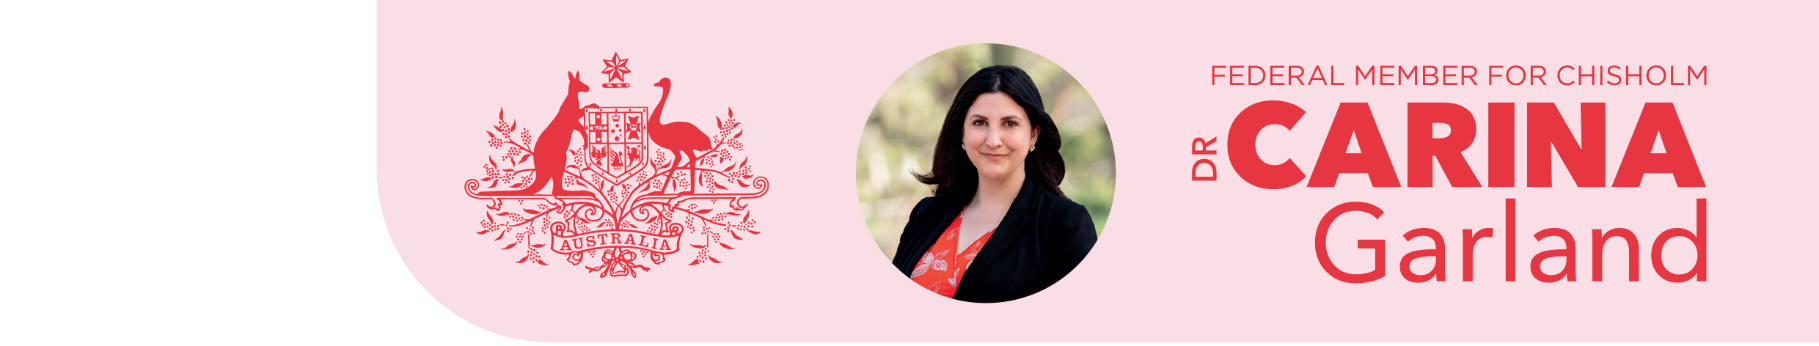 AUSTRALIA
FEDERAL MEMBER FOR CHISHOLM
DR CARINA
Garland